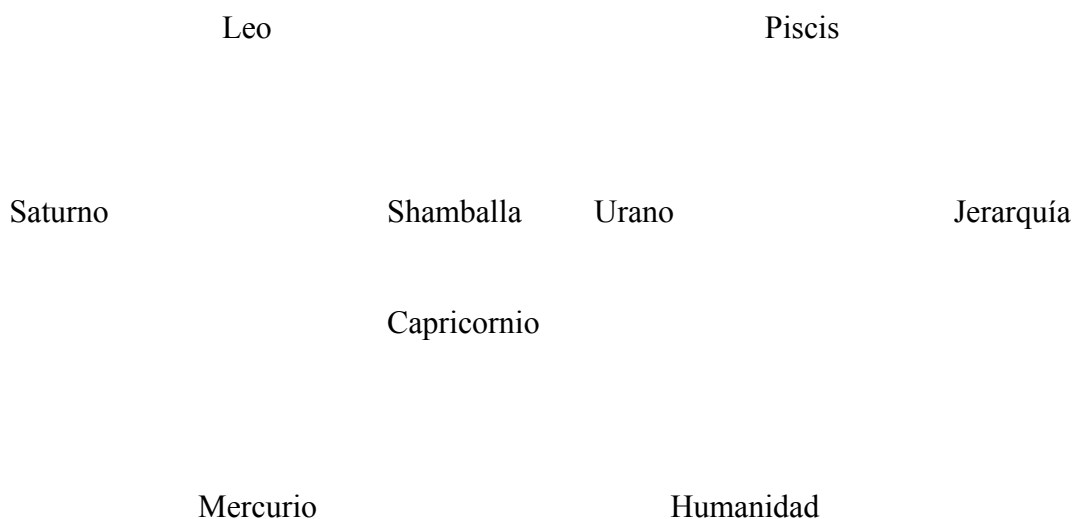 Leo Piscis
Saturno Shamballa Urano Jerarquía
Capricornio
Mercurio Humanidad